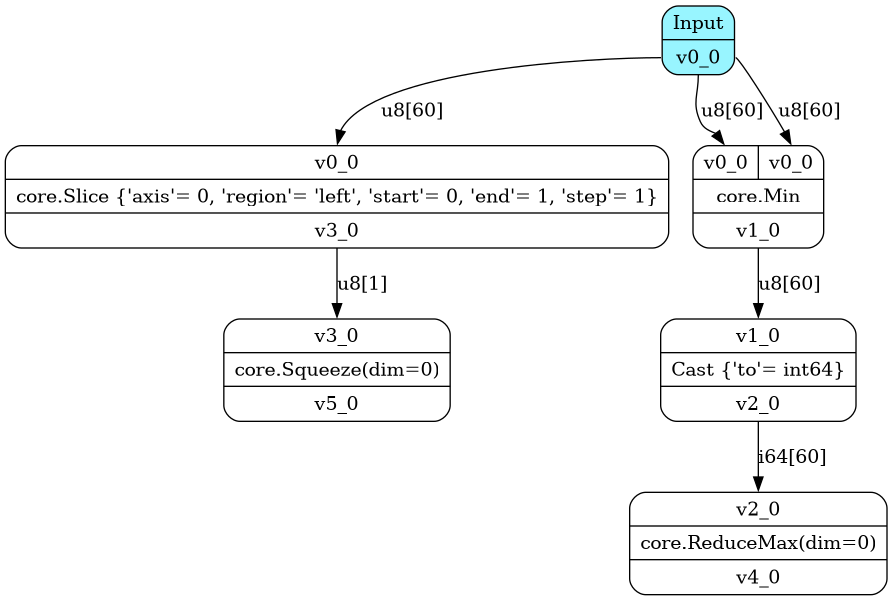 Input
v0_0
u8[60]
u8[60]
u8[60]
v0_0
core.Slice {'axis'= 0, 'region'= 'left', 'start'= 0, 'end'= 1, 'step'= 1}
v3_0
v0_0
v0_0
core.Min
v1_0
u8[1]
u8[60]
v3_0
core.Squeeze(dim=0)
v5_0
v1_0
Cast {'to'= int64}
v2_0
i64[60]
v2_0
core.ReduceMax(dim=0)
v4_0